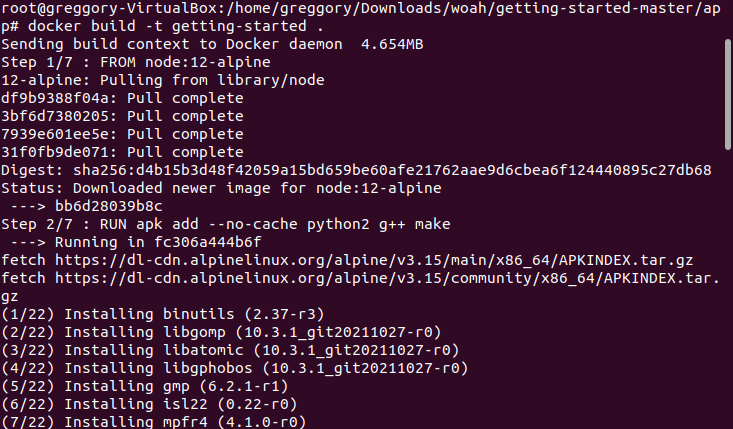 root@greggory-VirtualBox:/home/greggory/Downloads/woah/getting-started-master/ap
p# docker build -t getting-started .
Sending build context to Docker daemon  4.654MB
Step 1/7 : FROM node:12-alpine
12-alpine: Pulling from library/node
df9b9388f04a: Pull complete
3bf6d7380205: Pull complete
7939e601ee5e: Pull complete
31f0fb9de071: Pull complete
Digest: sha256:d4b15b3d48f42059a15bd659be60afe21762aae9d6cbea6f124440895c27db68
Status: Downloaded newer image for node:12-alpine
 ---> bb6d28039b8c
Step 2/7 : RUN apk add --no-cache python2 g++ make
 ---> Running in fc306a444b6f
fetch https://dl-cdn.alpinelinux.org/alpine/v3.15/main/x86_64/APKINDEX.tar.gz
fetch https://dl-cdn.alpinelinux.org/alpine/v3.15/community/x86_64/APKINDEX.tar.
gz
(1/22) Installing binutils (2.37-r3)
(2/22) Installing libgomp (10.3.1_git20211027-r0)
(3/22) Installing libatomic (10.3.1_git20211027-r0)
(4/22) Installing libgphobos (10.3.1_git20211027-r0)
(5/22) Installing gmp (6.2.1-r1)
(6/22) Installing isl22 (0.22-r0)
(7/22) Installing mpfr4 (4.1.0-r0)